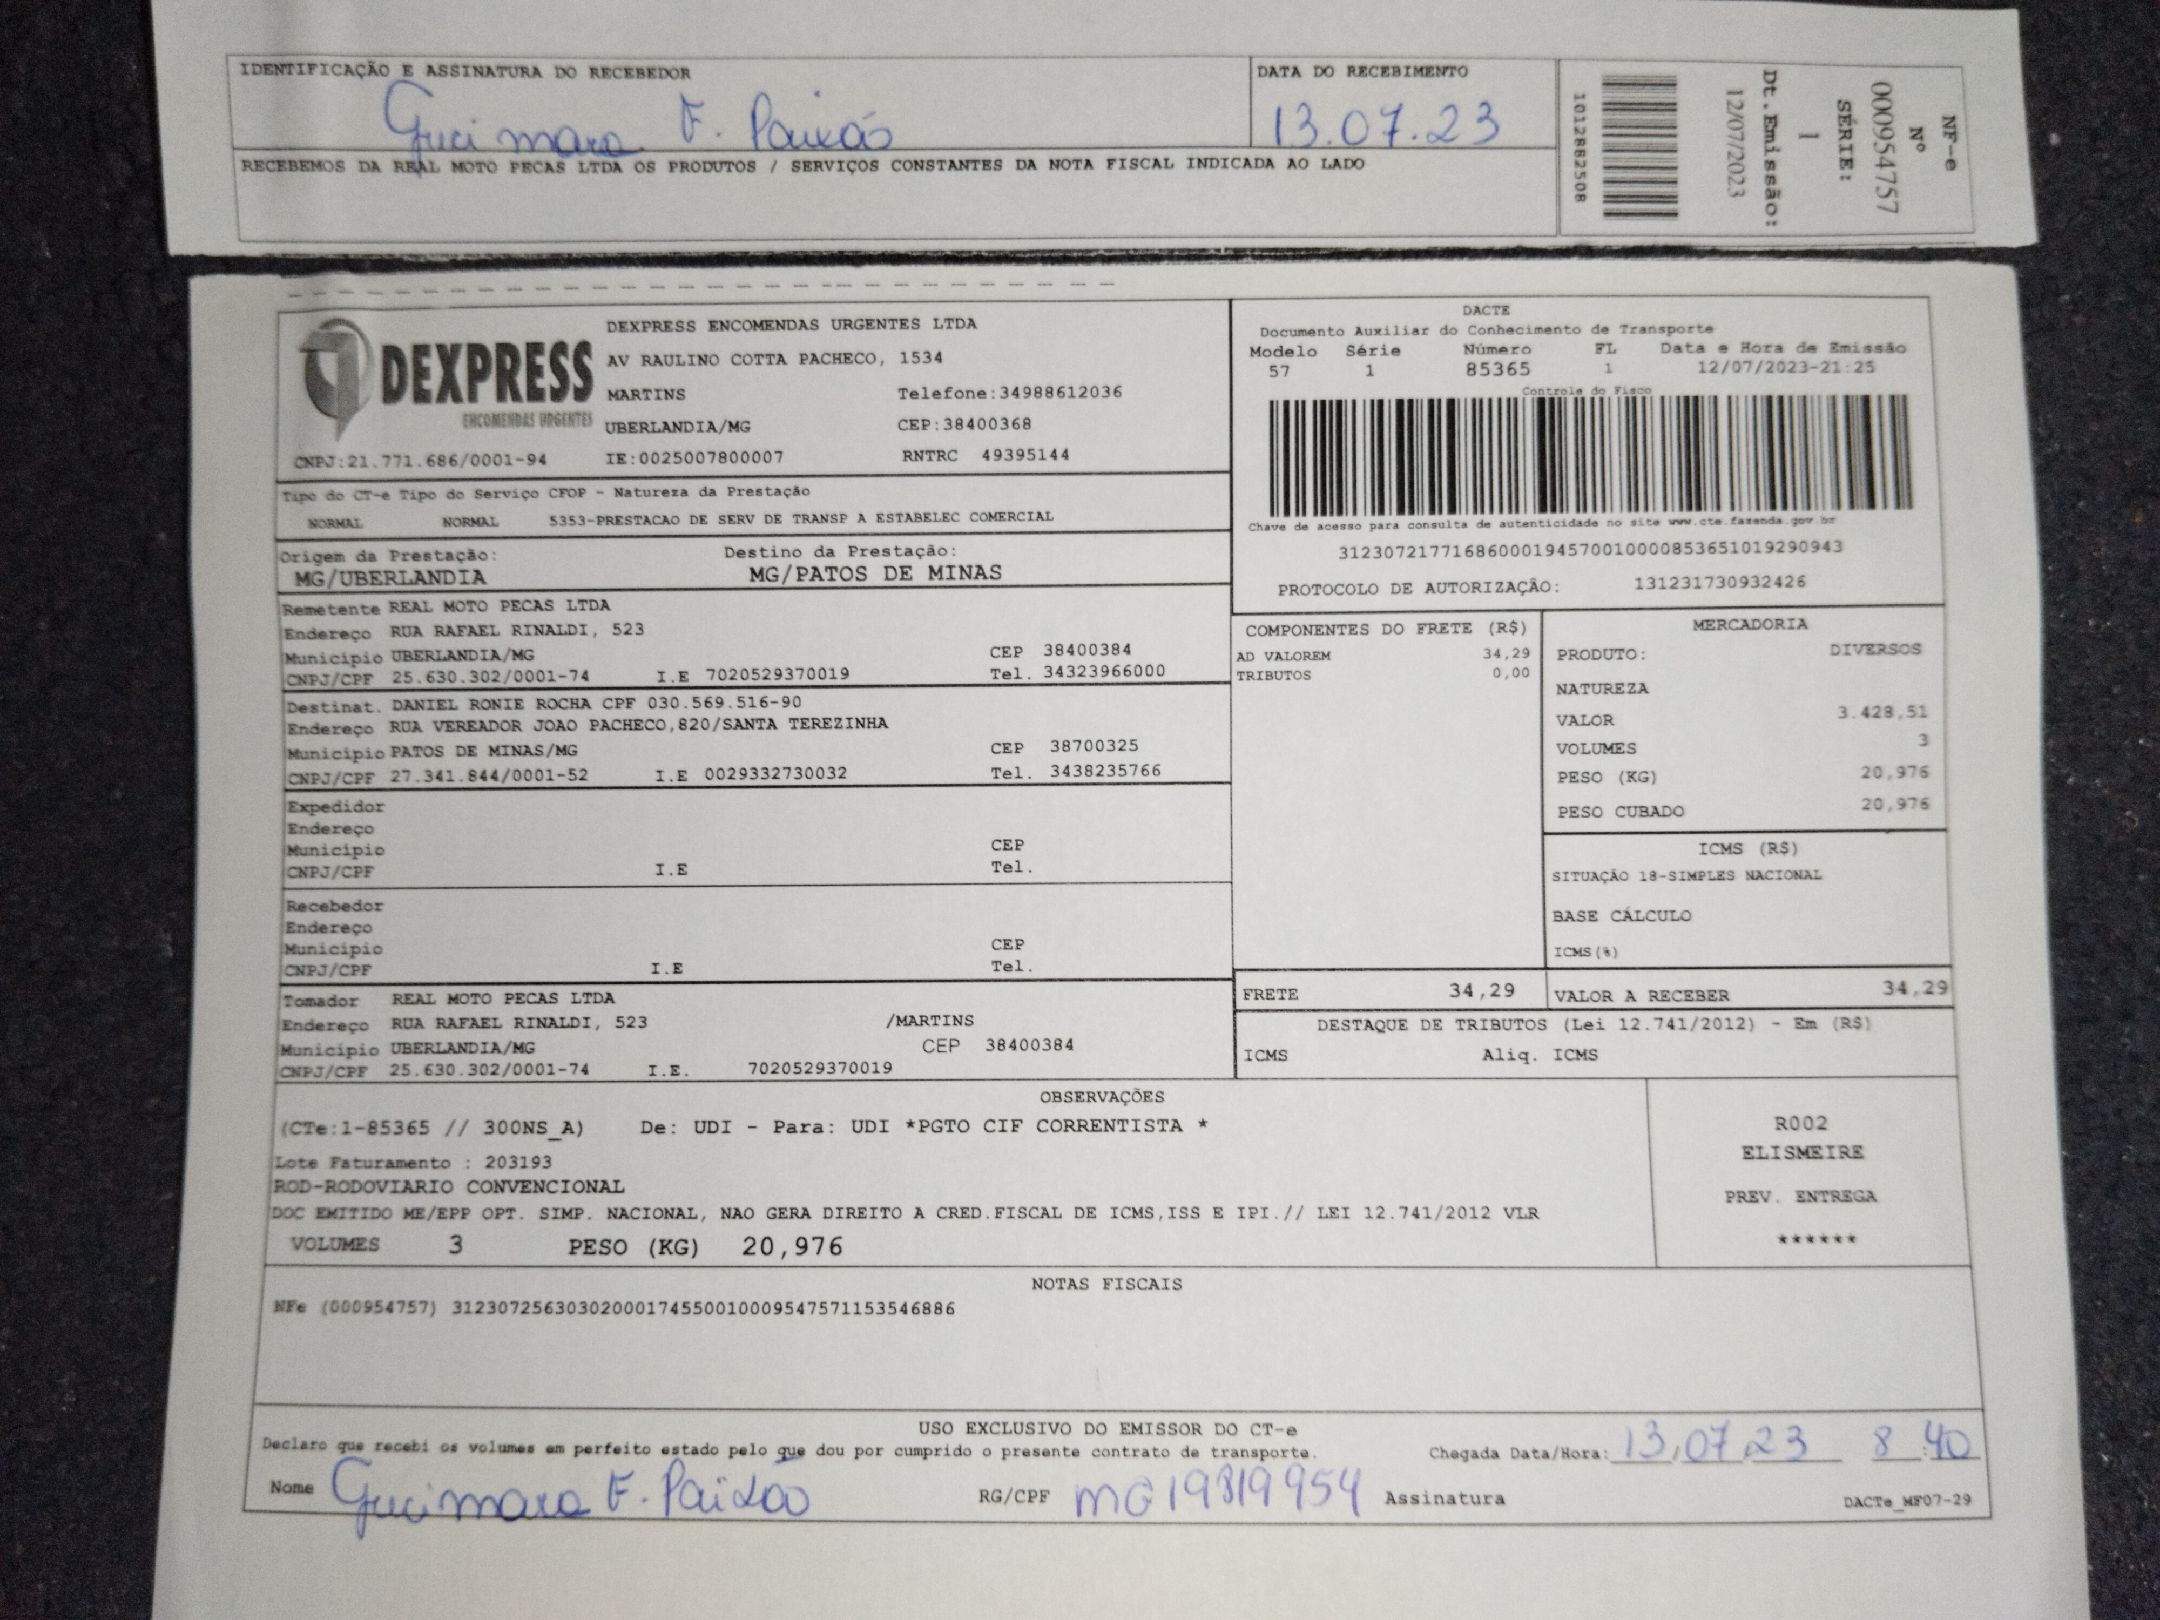 IDENTIFICAÇÃO E ASSINATURA DO RECEBEDOR
Gucimara F. Paixão
DATA DO RECEBIMENTO
13.07.23
RECEBEMOS DA REAL MOTO PECAS LTDA OS PRODUTOS / SERVIÇOS CONSTANTES DA NOTA FISCAL INDICADA AO LADO
NF-e
Nº
000954757
SÉRIE:
1
Dt.Emissão:
12/07/2023
1012882508
DEXPRESS
ENCOMENDAS URGENTES
CNPJ:21.771.686/0001-94
DEXPRESS ENCOMENDAS URGENTES LTDA
AV RAULINO COTTA PACHECO, 1534
MARTINS Telefone:34988612036
UBERLANDIA/MG CEP:38400368
IE:0025007800007 RNTRC 49395144
DACTE
Documento Auxiliar do Conhecimento de Transporte
Modelo Série Número FL Data e Hora de Emissão
57 1 85365 1 12/07/2023-21:25
Controle do Fisco
Chave de acesso para consulta de autenticidade no site www.cte.fazenda.gov.br
31230721771686000194570010000853651019290943
PROTOCOLO DE AUTORIZAÇÃO: 131231730932426
Tipo do CT-e Tipo do Serviço CFOP - Natureza da Prestação
NORMAL NORMAL 5353-PRESTACAO DE SERV DE TRANSP A ESTABELEC COMERCIAL
Origem da Prestação: Destino da Prestação:
MG/UBERLANDIA MG/PATOS DE MINAS
Remetente REAL MOTO PECAS LTDA
Endereço RUA RAFAEL RINALDI, 523
Município UBERLANDIA/MG CEP 38400384
CNPJ/CPF 25.630.302/0001-74 I.E 7020529370019 Tel. 34323966000
Destinat. DANIEL RONIE ROCHA CPF 030.569.516-90
Endereço RUA VEREADOR JOAO PACHECO,820/SANTA TEREZINHA
Município PATOS DE MINAS/MG CEP 38700325
CNPJ/CPF 27.341.844/0001-52 I.E 0029332730032 Tel. 3438235766
Expedidor
Endereço
Município CEP
CNPJ/CPF I.E Tel.
Recebedor
Endereço
Município CEP
CNPJ/CPF I.E Tel.
Tomador REAL MOTO PECAS LTDA
Endereço RUA RAFAEL RINALDI, 523 /MARTINS
Município UBERLANDIA/MG CEP 38400384
CNPJ/CPF 25.630.302/0001-74 I.E. 7020529370019
COMPONENTES DO FRETE (R$)
AD VALOREM 34,29
TRIBUTOS 0,00
MERCADORIA
PRODUTO: DIVERSOS
NATUREZA
VALOR 3.428,51
VOLUMES 3
PESO (KG) 20,976
PESO CUBADO 20,976
ICMS (R$)
SITUAÇÃO 18-SIMPLES NACIONAL
BASE CÁLCULO
ICMS(%)
FRETE 34,29 VALOR A RECEBER 34,29
DESTAQUE DE TRIBUTOS (Lei 12.741/2012) - Em (R$)
ICMS Aliq. ICMS
OBSERVAÇÕES
(CTe:1-85365 // 300NS_A) De: UDI - Para: UDI *PGTO CIF CORRENTISTA *
Lote Faturamento : 203193
ROD-RODOVIARIO CONVENCIONAL
DOC EMITIDO ME/EPP OPT. SIMP. NACIONAL, NAO GERA DIREITO A CRED.FISCAL DE ICMS,ISS E IPI.// LEI 12.741/2012 VLR
VOLUMES 3 PESO (KG) 20,976
R002
ELISMEIRE
PREV. ENTREGA
******
NOTAS FISCAIS
NFe (000954757) 31230725630302000174550010009547571153546886
USO EXCLUSIVO DO EMISSOR DO CT-e
Declaro que recebi os volumes em perfeito estado pelo que dou por cumprido o presente contrato de transporte. Chegada Data/Hora: 13,07,23 8:40
Nome Gucimara F. Paixão RG/CPF MG19819954 Assinatura DACTe_MF07-29